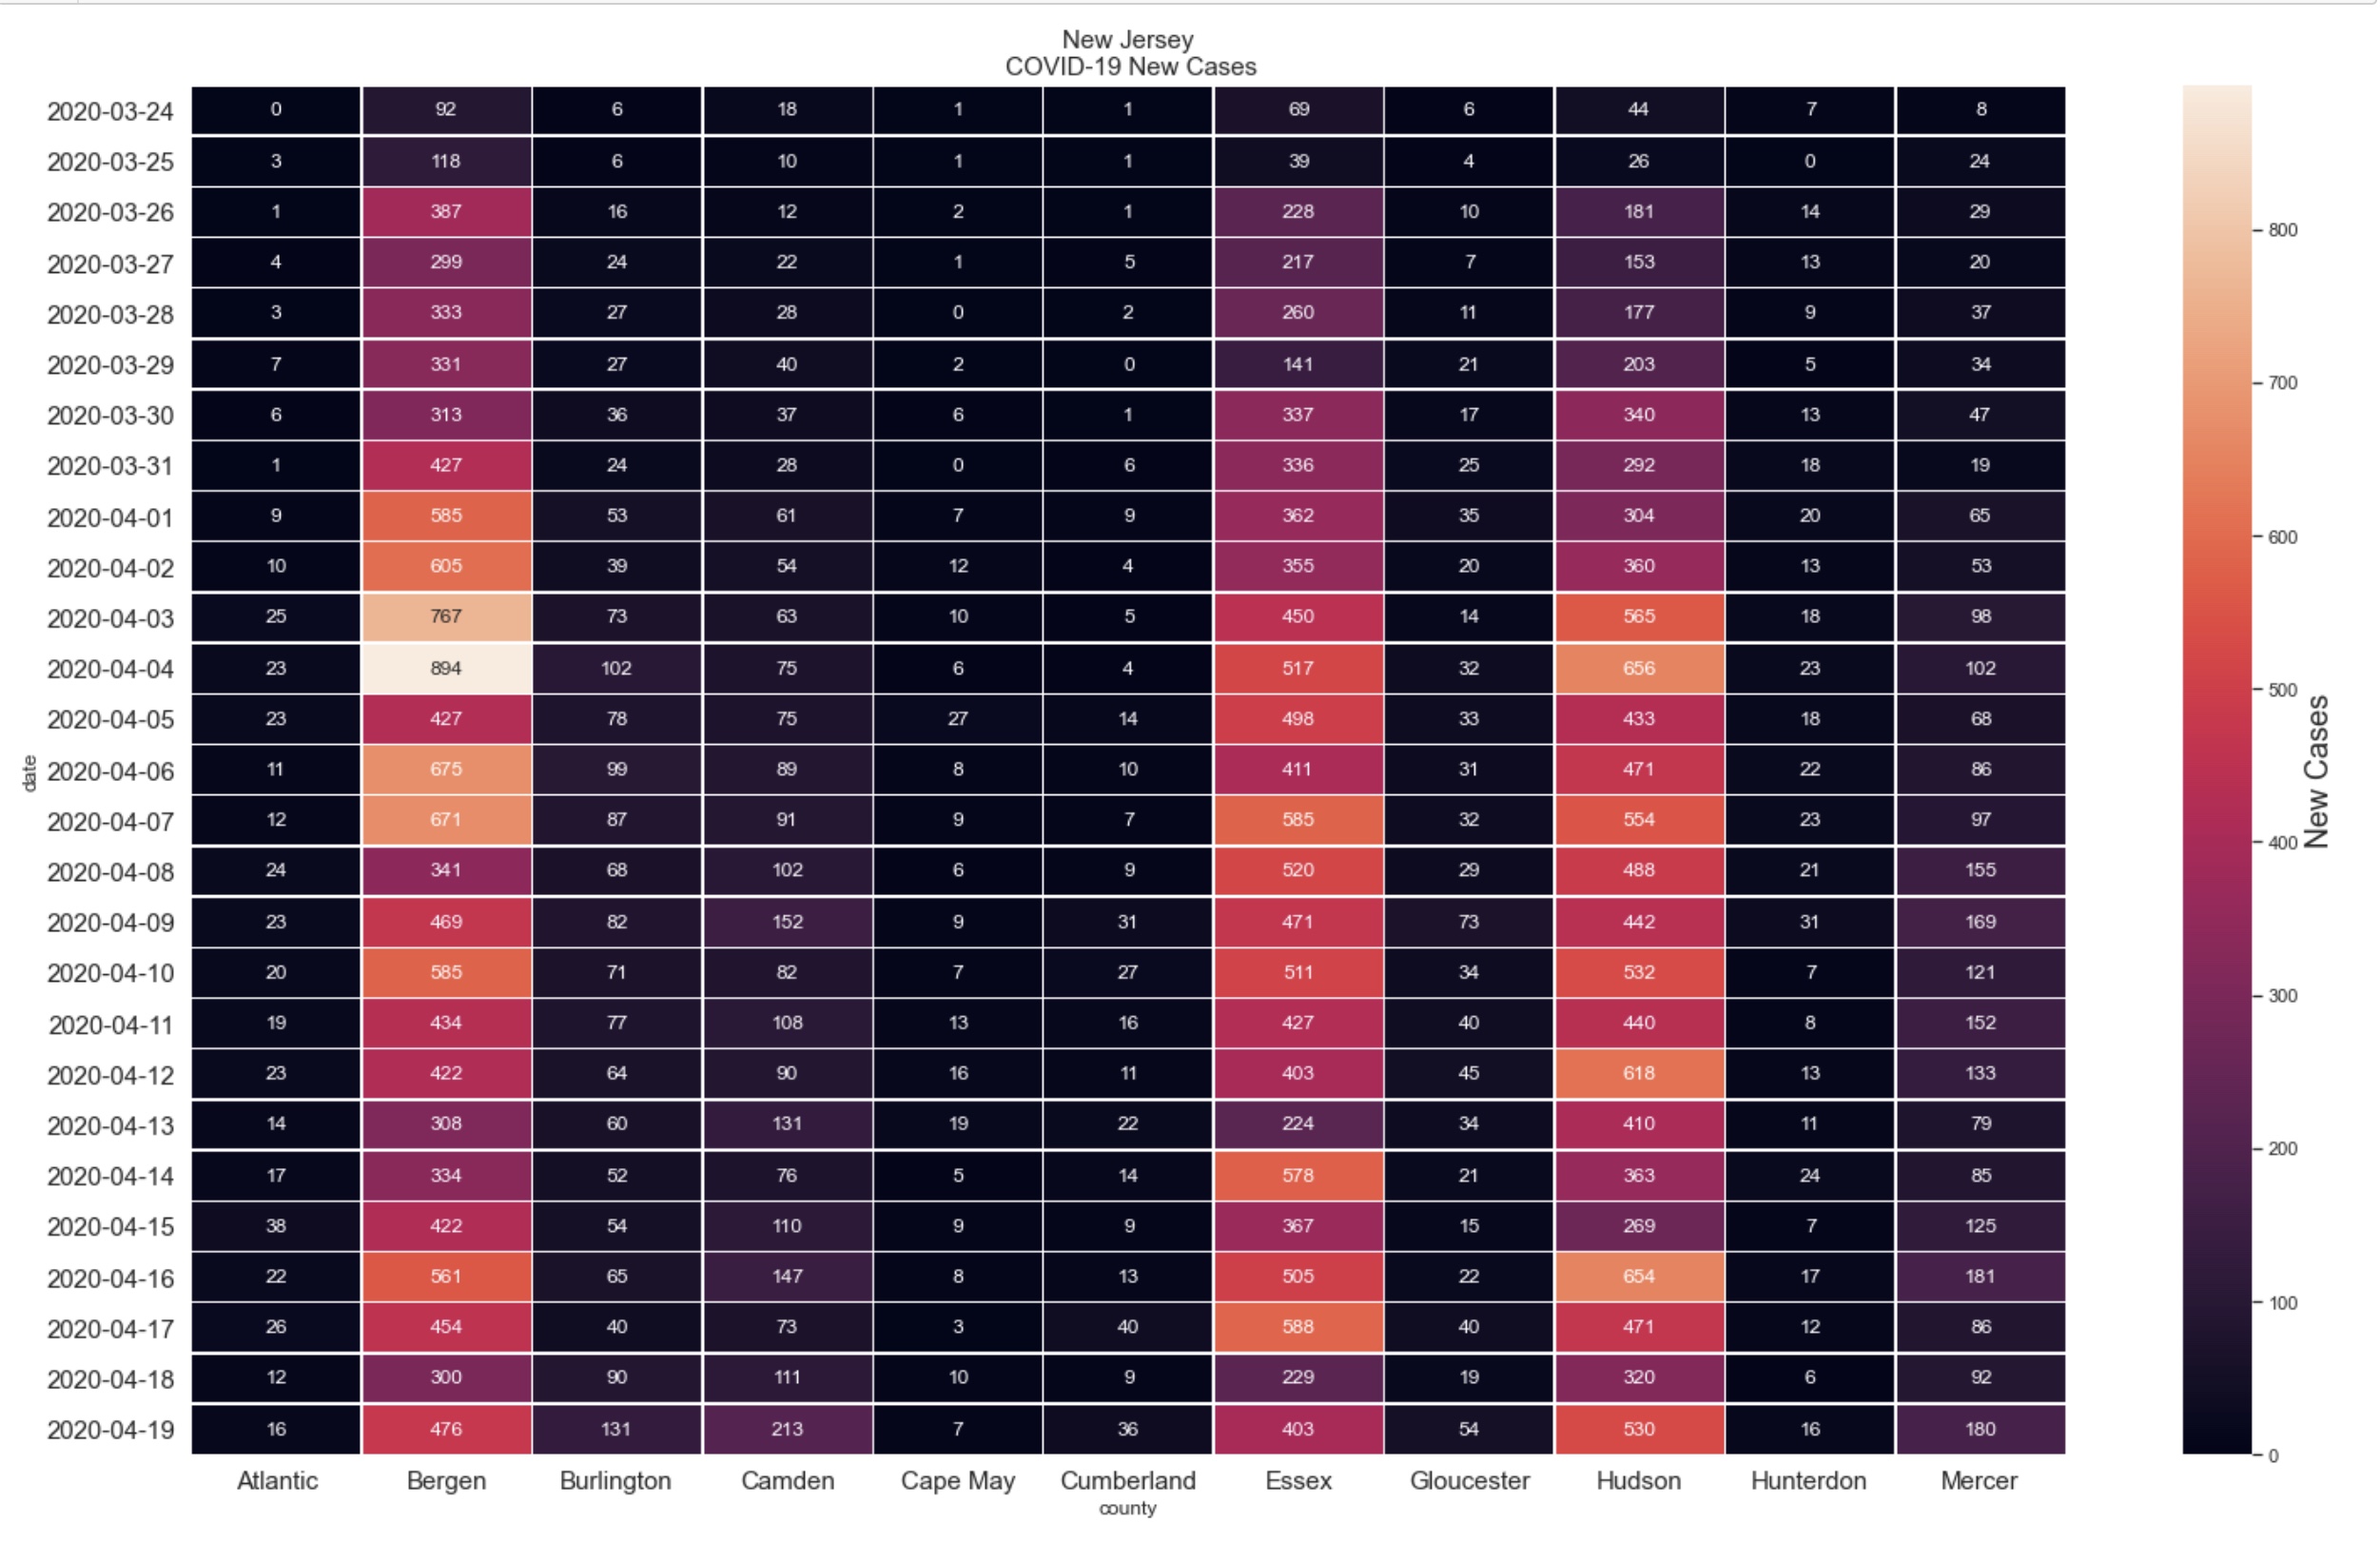 New Jersey
COVID-19 New Cases
2020-03-24 0 92 6 18 1 1 69 6 44 7 8
2020-03-25 3 118 6 10 1 1 39 4 26 0 24
2020-03-26 1 387 16 12 2 1 228 10 181 14 29
2020-03-27 4 299 24 22 1 5 217 7 153 13 20
2020-03-28 3 333 27 28 0 2 260 11 177 9 37
2020-03-29 7 331 27 40 2 0 141 21 203 5 34
2020-03-30 6 313 36 37 6 1 337 17 340 13 47
2020-03-31 1 427 24 28 0 6 336 25 292 18 19
2020-04-01 9 585 53 61 7 9 362 35 304 20 65
2020-04-02 10 605 39 54 12 4 355 20 360 13 53
2020-04-03 25 767 73 63 10 5 450 14 565 18 98
2020-04-04 23 894 102 75 6 4 517 32 656 23 102
2020-04-05 23 427 78 75 27 14 498 33 433 18 68
2020-04-06 11 675 99 89 8 10 411 31 471 22 86
2020-04-07 12 671 87 91 9 7 585 32 554 23 97
2020-04-08 24 341 68 102 6 9 520 29 488 21 155
2020-04-09 23 469 82 152 9 31 471 73 442 31 169
2020-04-10 20 585 71 82 7 27 511 34 532 7 121
2020-04-11 19 434 77 108 13 16 427 40 440 8 152
2020-04-12 23 422 64 90 16 11 403 45 618 13 133
2020-04-13 14 308 60 131 19 22 224 34 410 11 79
2020-04-14 17 334 52 76 5 14 578 21 363 24 85
2020-04-15 38 422 54 110 9 9 367 15 269 7 125
2020-04-16 22 561 65 147 8 13 505 22 654 17 181
2020-04-17 26 454 40 73 3 40 588 40 471 12 86
2020-04-18 12 300 90 111 10 9 229 19 320 6 92
2020-04-19 16 476 131 213 7 36 403 54 530 16 180
Atlantic Bergen Burlington Camden Cape May Cumberland Essex Gloucester Hudson Hunterdon Mercer
county
date
800
700
600
500
400
300
200
100
0
New Cases